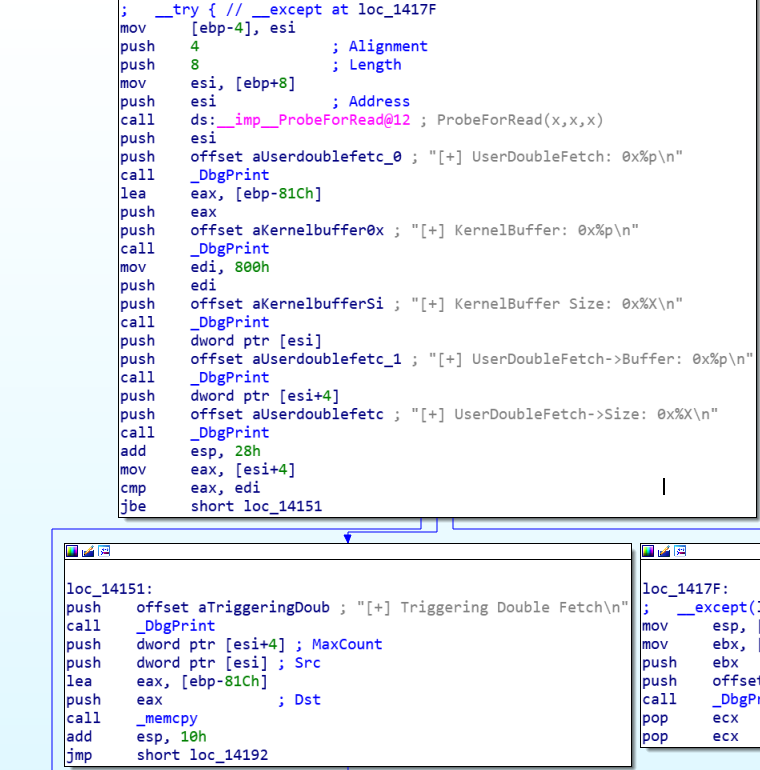 ;   __try { // __except at loc_1417F
mov     [ebp-4], esi
push    4               ; Alignment
push    8               ; Length
mov     esi, [ebp+8]
push    esi             ; Address
call    ds:__imp__ProbeForRead@12 ; ProbeForRead(x,x,x)
push    esi
push    offset aUserdoublefetc_0 ; "[+] UserDoubleFetch: 0x%p\n"
call    _DbgPrint
lea     eax, [ebp-81Ch]
push    eax
push    offset aKernelbuffer0x ; "[+] KernelBuffer: 0x%p\n"
call    _DbgPrint
mov     edi, 800h
push    edi
push    offset aKernelbufferSi ; "[+] KernelBuffer Size: 0x%X\n"
call    _DbgPrint
push    dword ptr [esi]
push    offset aUserdoublefetc_1 ; "[+] UserDoubleFetch->Buffer: 0x%p\n"
call    _DbgPrint
push    dword ptr [esi+4]
push    offset aUserdoublefetc ; "[+] UserDoubleFetch->Size: 0x%X\n"
call    _DbgPrint
add     esp, 28h
mov     eax, [esi+4]
cmp     eax, edi
jbe     short loc_14151
loc_14151:
push    offset aTriggeringDoub ; "[+] Triggering Double Fetch\n"
call    _DbgPrint
push    dword ptr [esi+4] ; MaxCount
push    dword ptr [esi] ; Src
lea     eax, [ebp-81Ch]
push    eax             ; Dst
call    _memcpy
add     esp, 10h
jmp     short loc_14192
loc_1417F:
;   __except(
mov     esp, [
mov     ebx, [
push    ebx
push    offset
call    _DbgPr
pop     ecx
pop     ecx